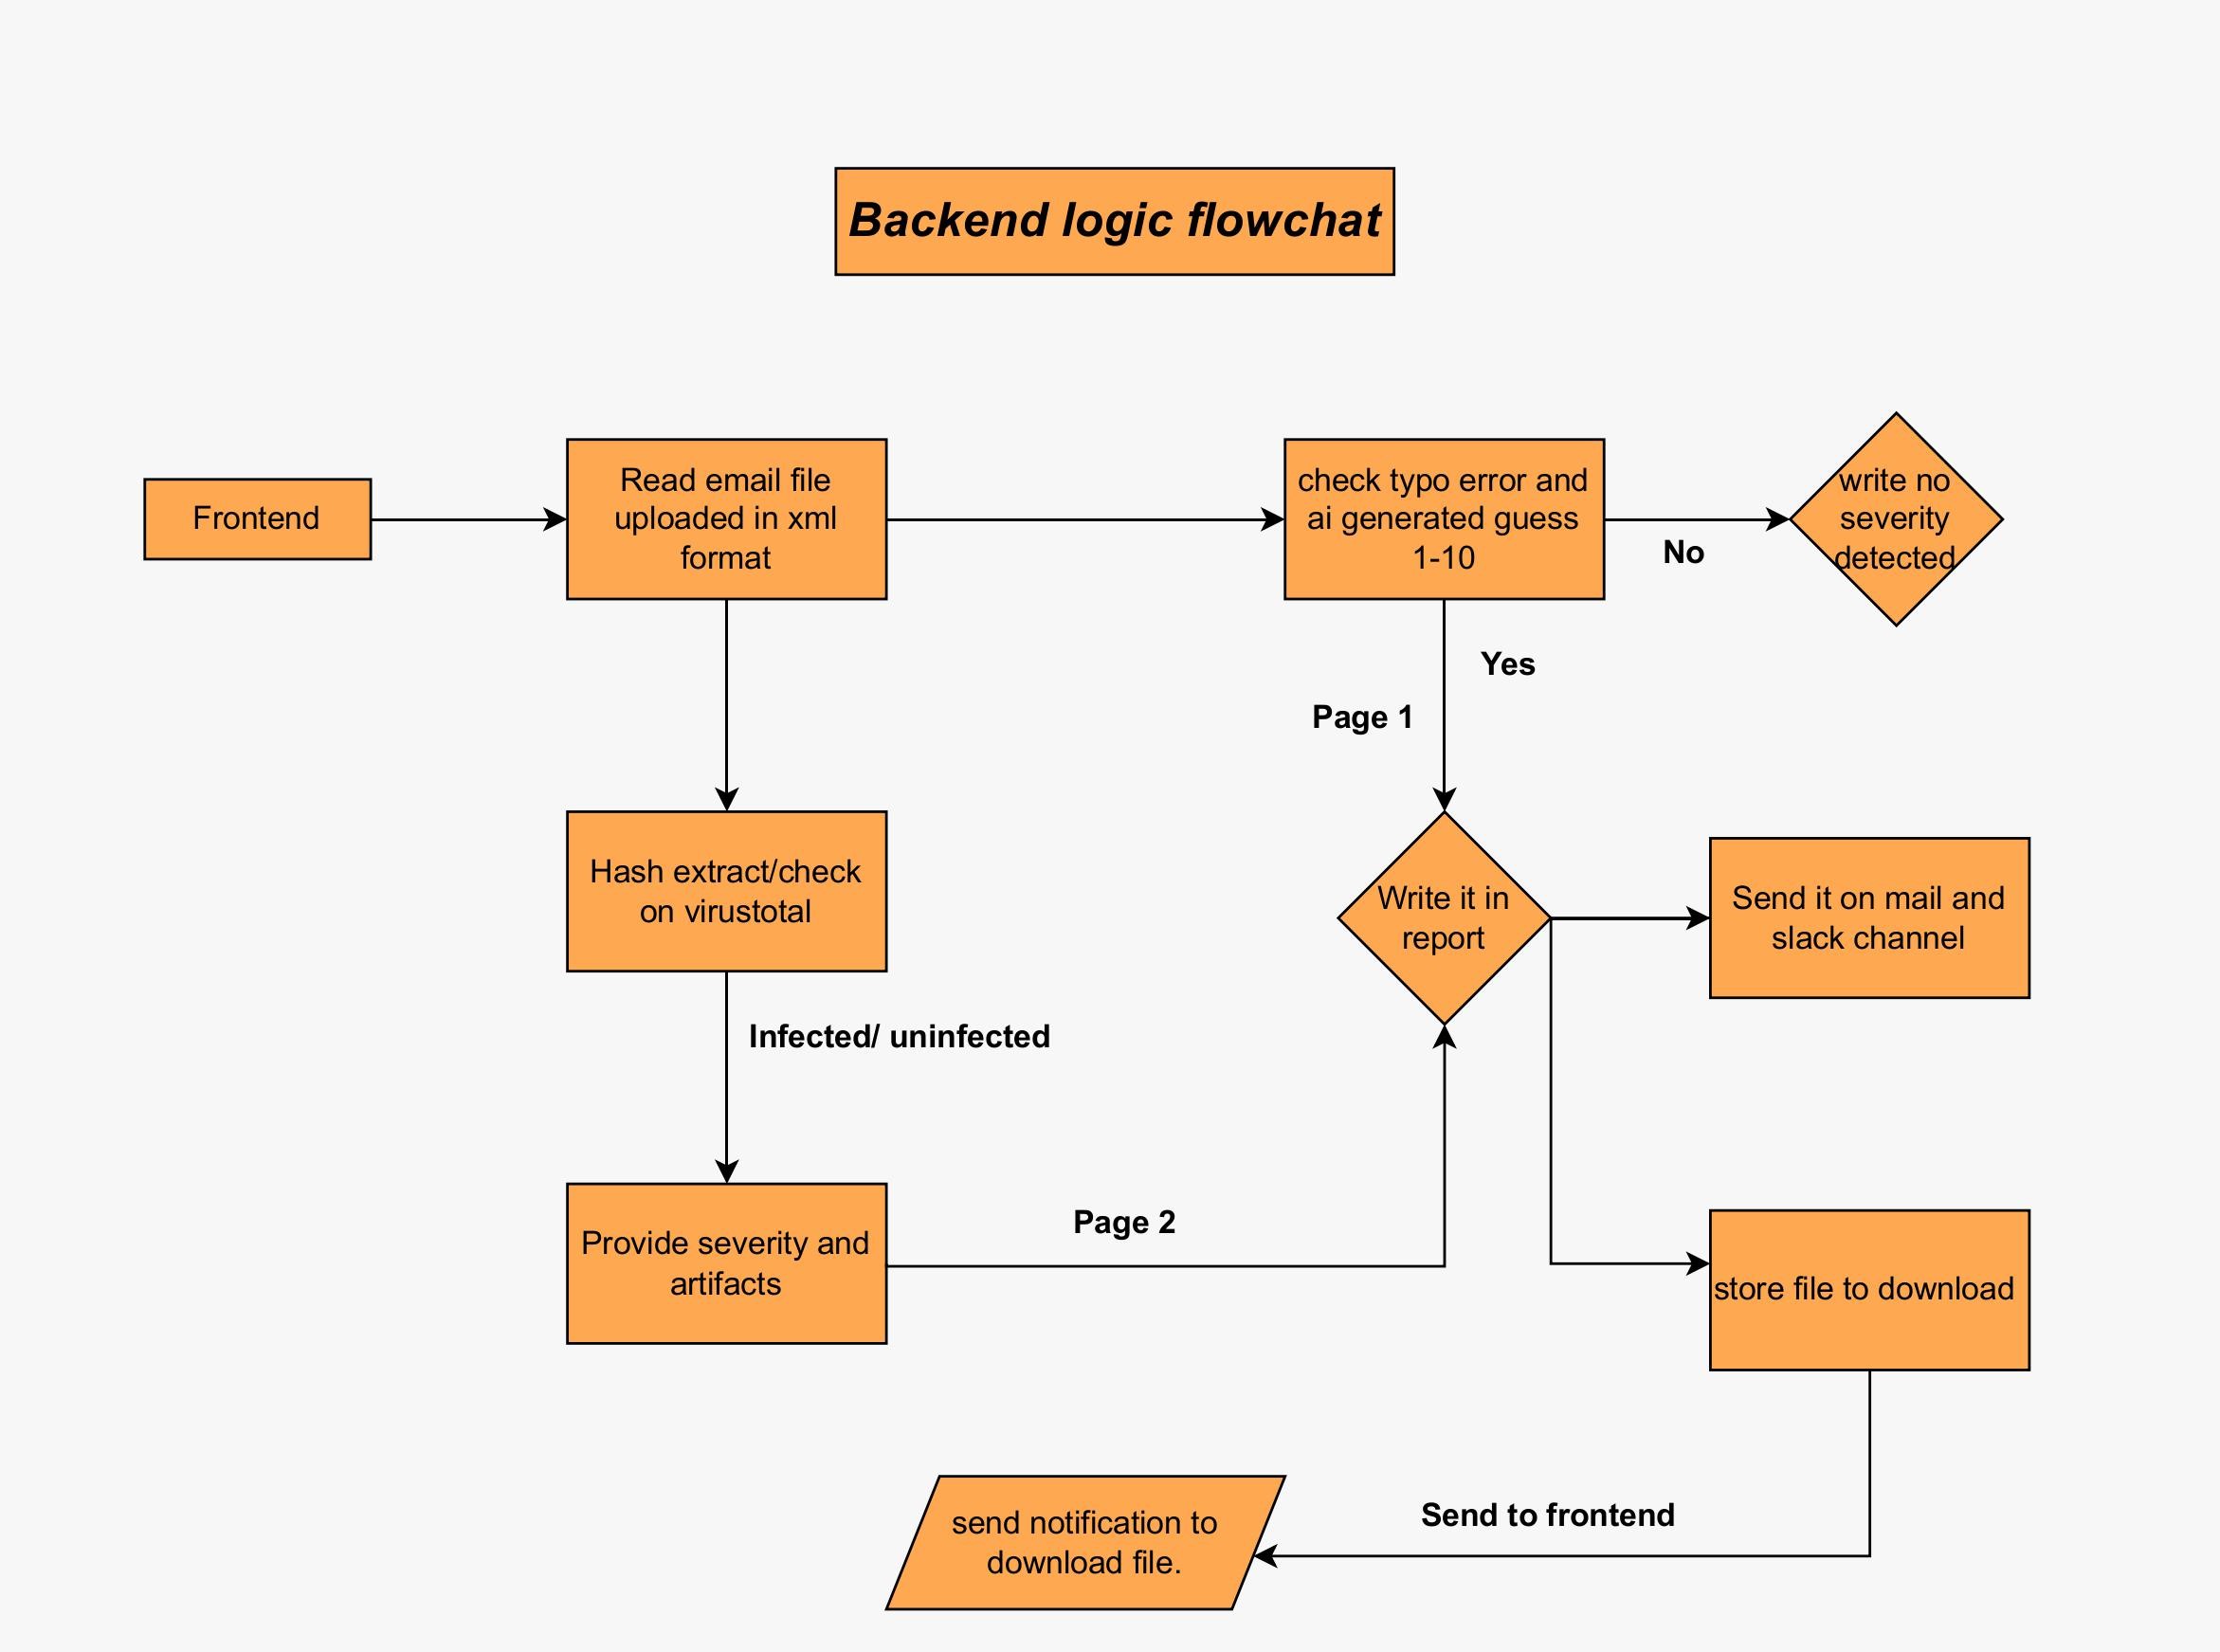 Backend logic flowchat
Frontend
Read email file
uploaded in xml
format
check typo error and
ai generated guess
1-10
No
write no
severity
detected
Yes
Page 1
Hash extract/check
on virustotal
Write it in
report
Send it on mail and
slack channel
Infected/ uninfected
Provide severity and
artifacts
Page 2
store file to download
Send to frontend
send notification to
download file.